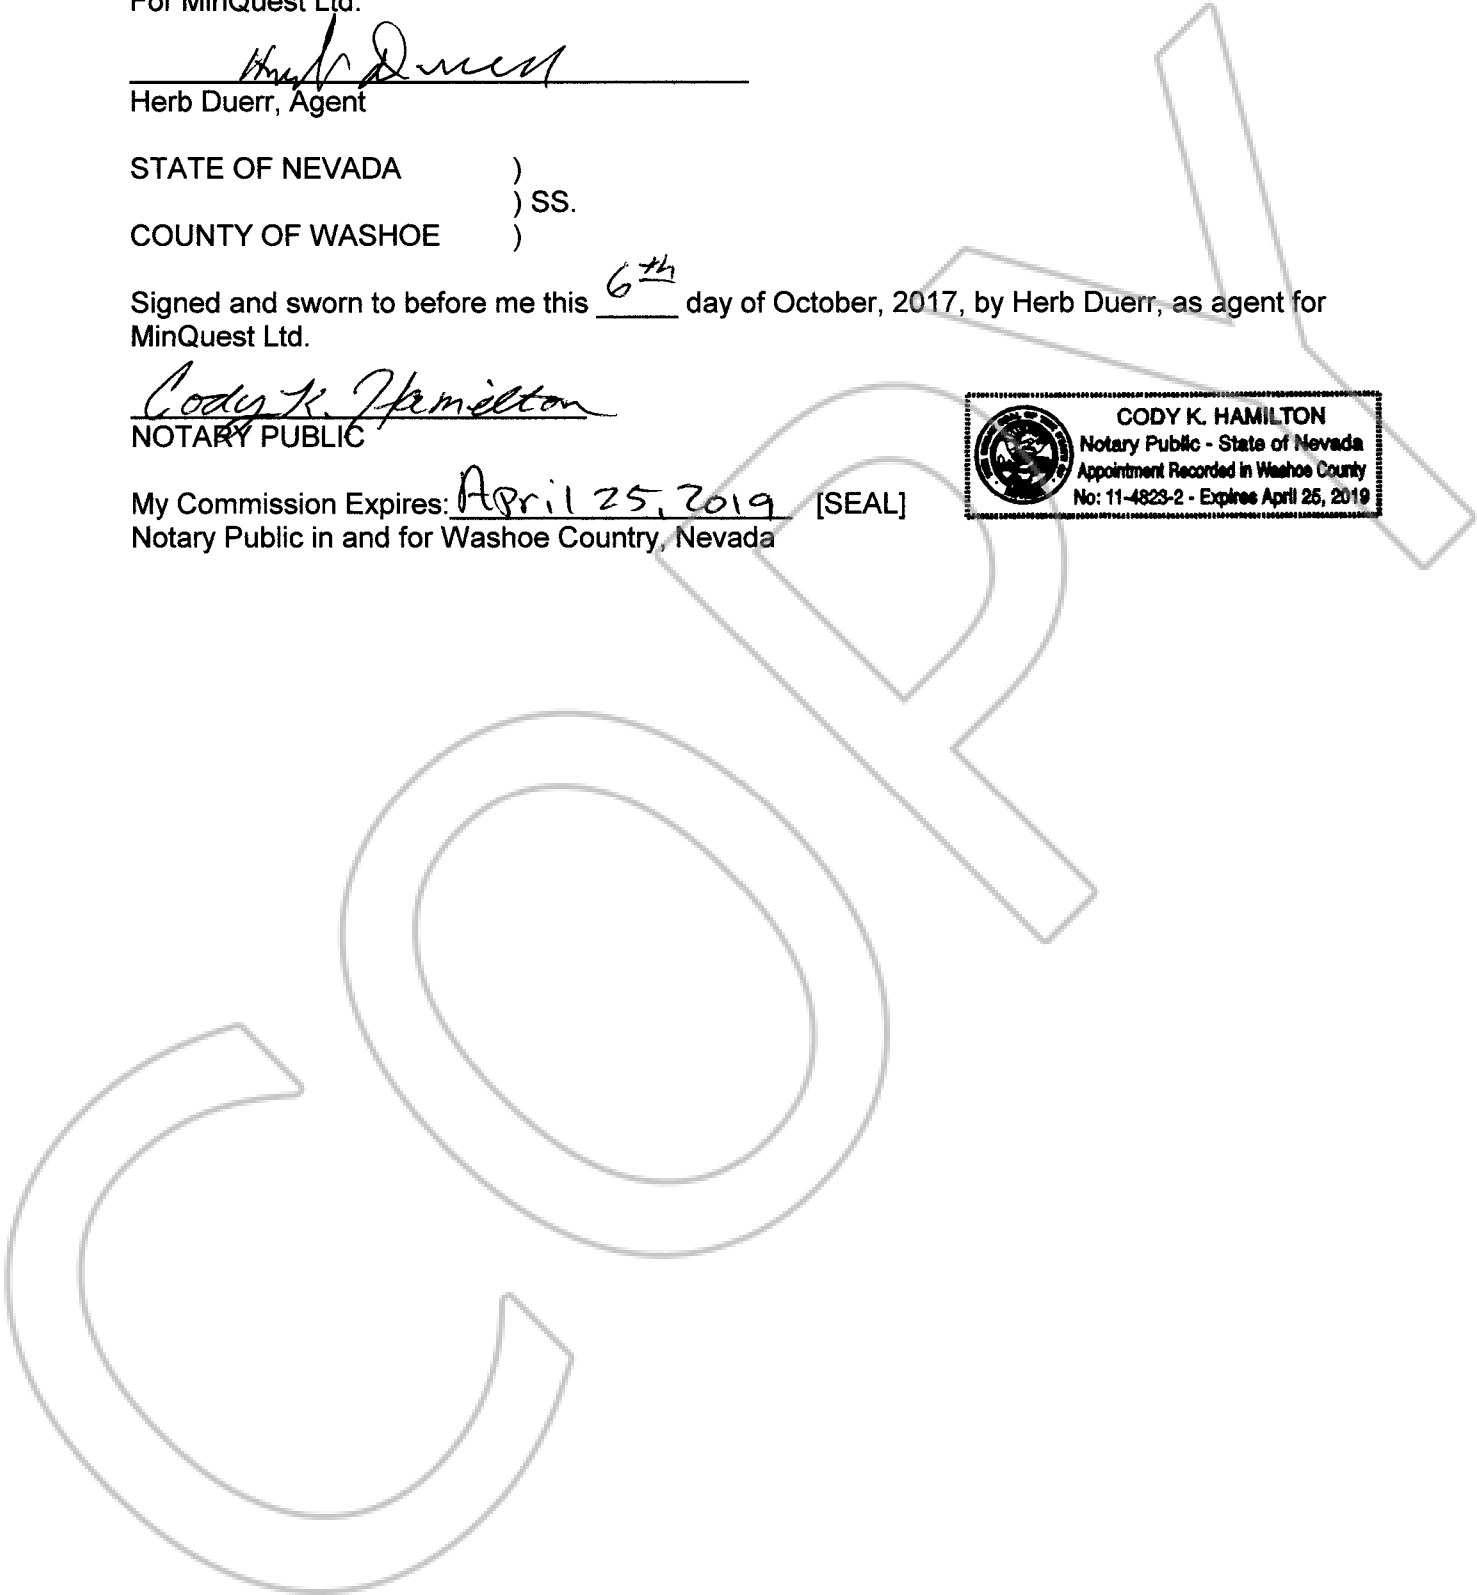 For MinQuest Ltd.
Herb Duerr
Herb Duerr, Agent
STATE OF NEVADA )
) SS.
COUNTY OF WASHOE )
Signed and sworn to before me this 6th day of October, 2017, by Herb Duerr, as agent for
MinQuest Ltd.
Cody K. Hamilton
NOTARY PUBLIC
CODY K. HAMILTON
Notary Public - State of Nevada
Appointment Recorded in Washoe County
No: 11-4823-2 - Expires April 25, 2019
My Commission Expires: April 25, 2019 [SEAL]
Notary Public in and for Washoe Country, Nevada
COPY